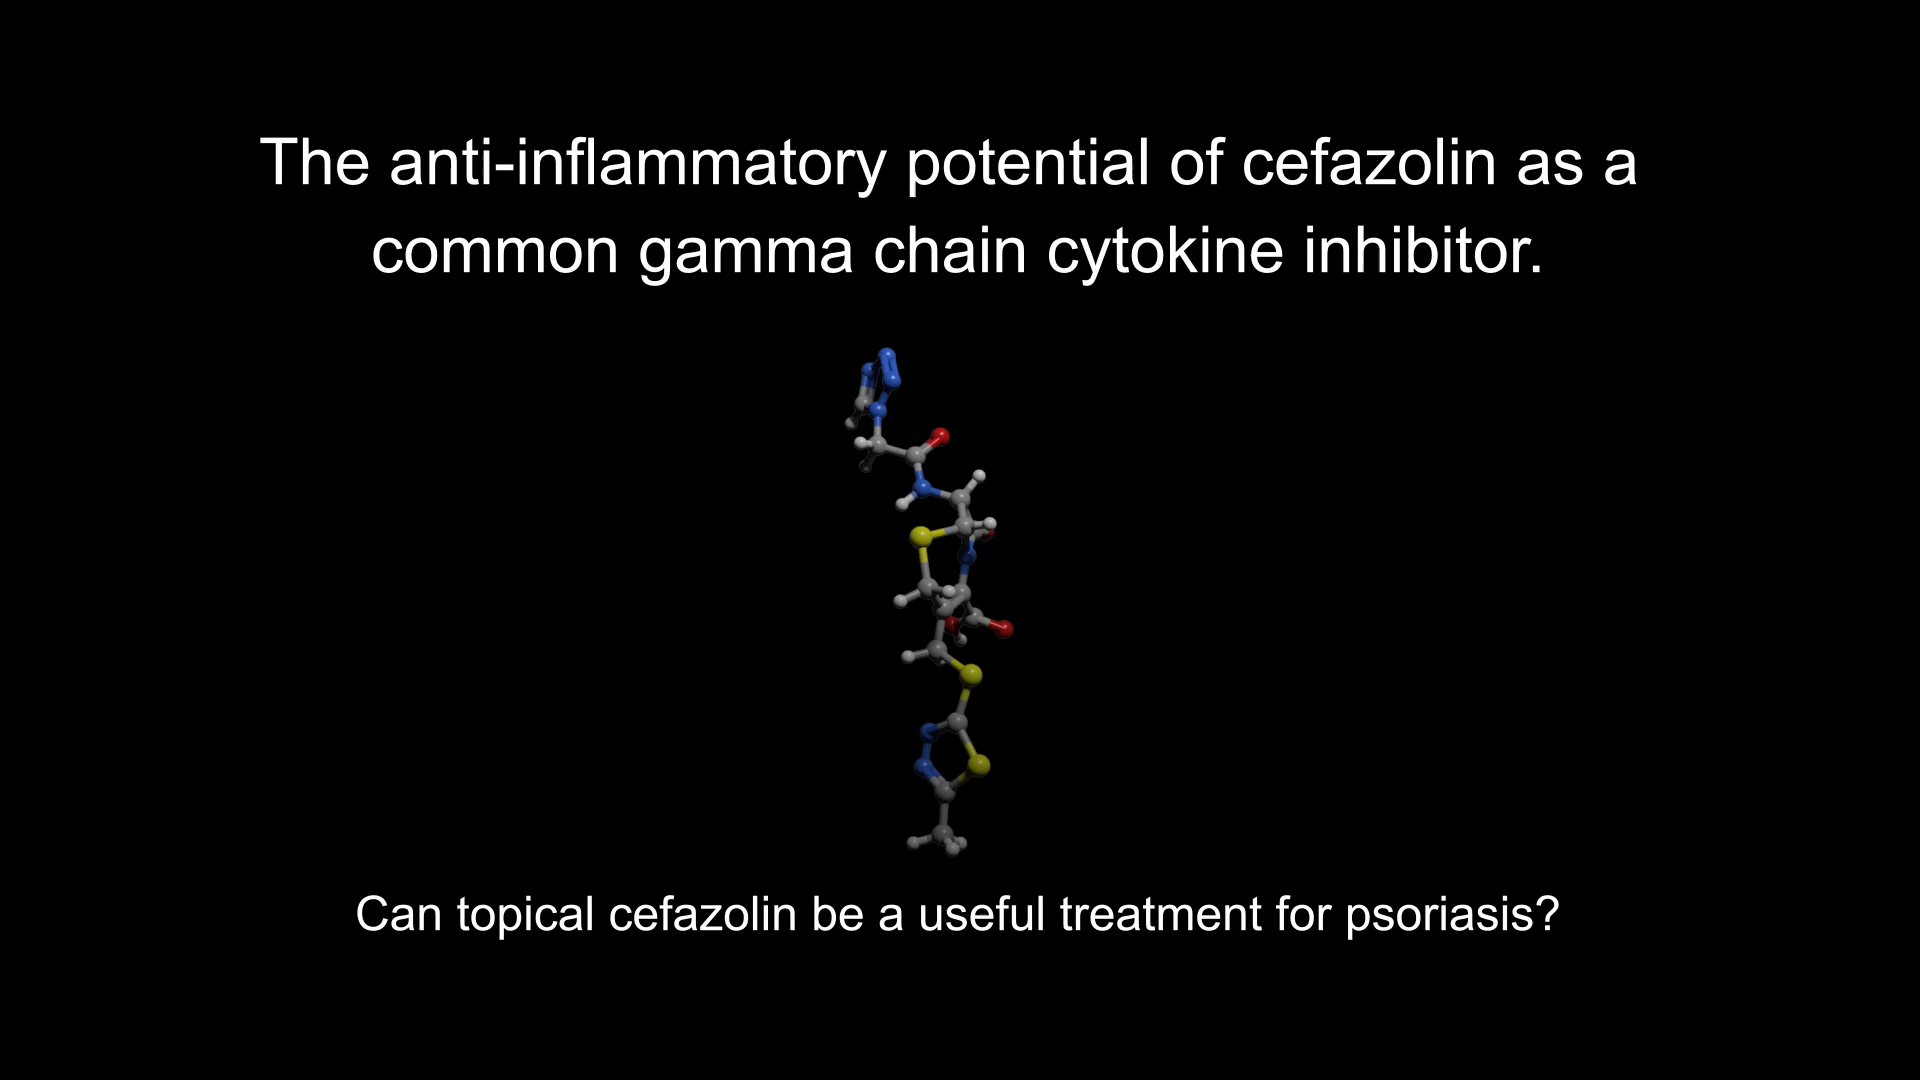 The anti-inflammatory potential of cefazolin as a
common gamma chain cytokine inhibitor.
Can topical cefazolin be a useful treatment for psoriasis?